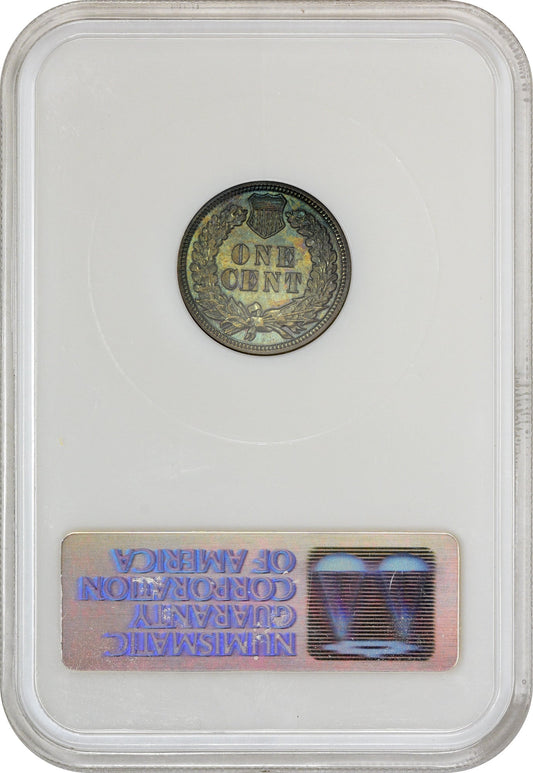 ONE
CENT
NUMISMATIC
GUARANTY
CORPORATION
OF AMERICA